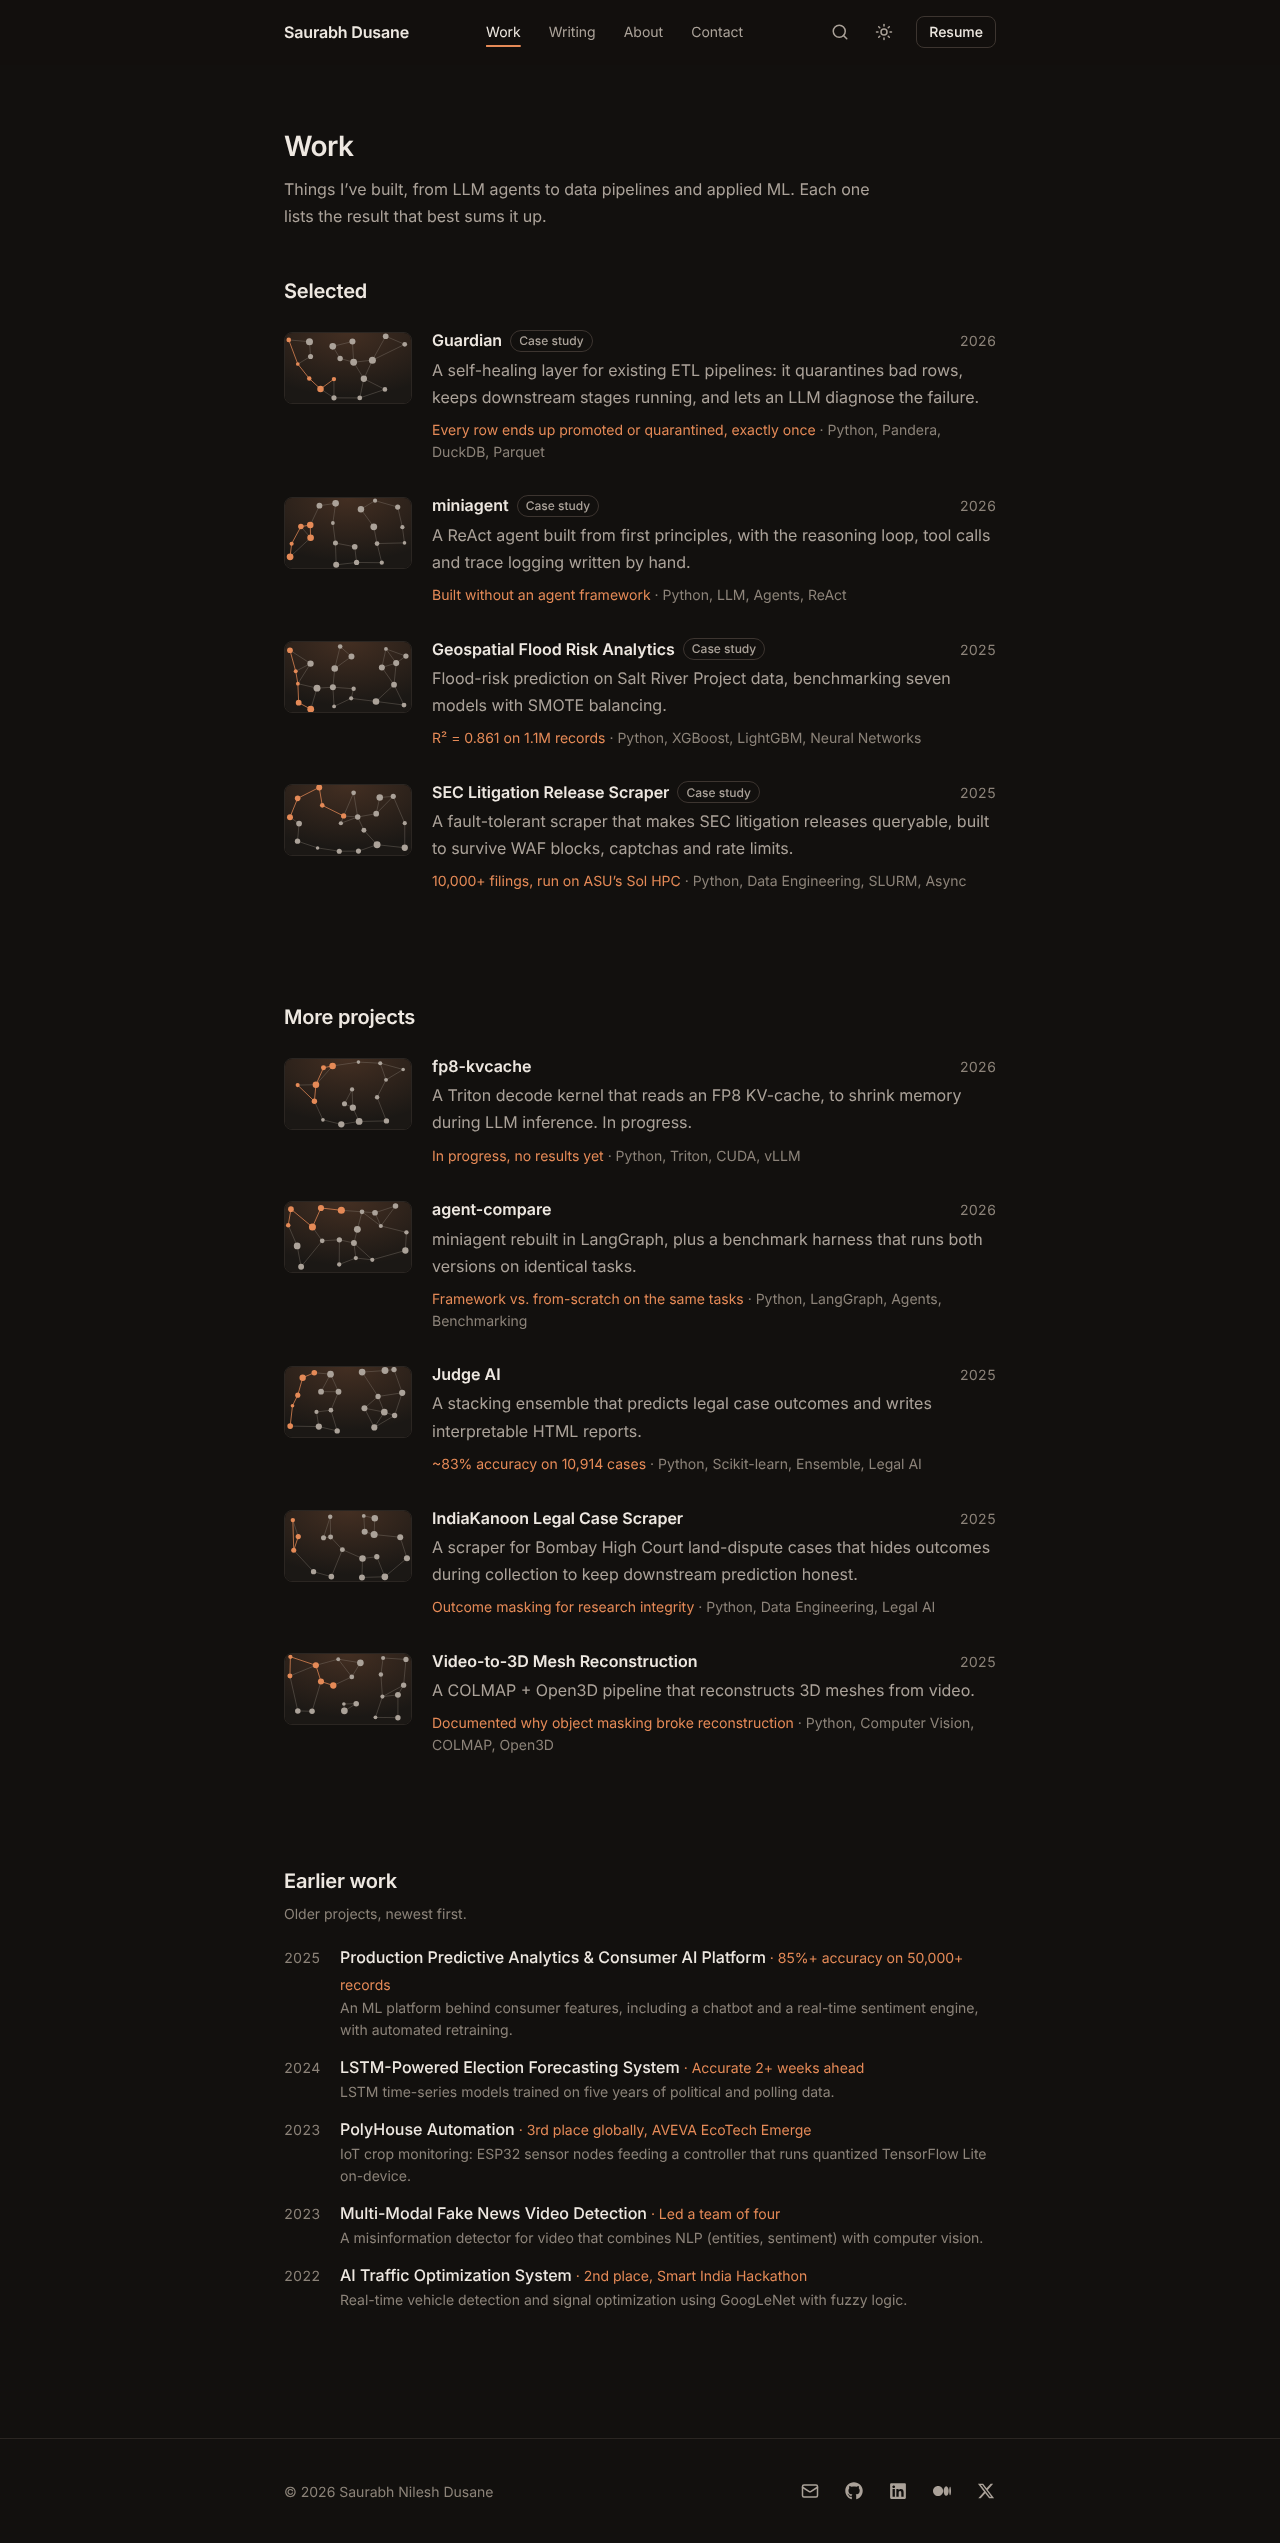 Saurabh Dusane
Work
Writing
About
Contact
Resume
Work
Things I’ve built, from LLM agents to data pipelines and applied ML. Each one
lists the result that best sums it up.
Selected
Guardian Case study 2026
A self-healing layer for existing ETL pipelines: it quarantines bad rows,
keeps downstream stages running, and lets an LLM diagnose the failure.
Every row ends up promoted or quarantined, exactly once · Python, Pandera,
DuckDB, Parquet
miniagent Case study 2026
A ReAct agent built from first principles, with the reasoning loop, tool calls
and trace logging written by hand.
Built without an agent framework · Python, LLM, Agents, ReAct
Geospatial Flood Risk Analytics Case study 2025
Flood-risk prediction on Salt River Project data, benchmarking seven
models with SMOTE balancing.
R² = 0.861 on 1.1M records · Python, XGBoost, LightGBM, Neural Networks
SEC Litigation Release Scraper Case study 2025
A fault-tolerant scraper that makes SEC litigation releases queryable, built
to survive WAF blocks, captchas and rate limits.
10,000+ filings, run on ASU’s Sol HPC · Python, Data Engineering, SLURM, Async
More projects
fp8-kvcache 2026
A Triton decode kernel that reads an FP8 KV-cache, to shrink memory
during LLM inference. In progress.
In progress, no results yet · Python, Triton, CUDA, vLLM
agent-compare 2026
miniagent rebuilt in LangGraph, plus a benchmark harness that runs both
versions on identical tasks.
Framework vs. from-scratch on the same tasks · Python, LangGraph, Agents,
Benchmarking
Judge AI 2025
A stacking ensemble that predicts legal case outcomes and writes
interpretable HTML reports.
~83% accuracy on 10,914 cases · Python, Scikit-learn, Ensemble, Legal AI
IndiaKanoon Legal Case Scraper 2025
A scraper for Bombay High Court land-dispute cases that hides outcomes
during collection to keep downstream prediction honest.
Outcome masking for research integrity · Python, Data Engineering, Legal AI
Video-to-3D Mesh Reconstruction 2025
A COLMAP + Open3D pipeline that reconstructs 3D meshes from video.
Documented why object masking broke reconstruction · Python, Computer Vision,
COLMAP, Open3D
Earlier work
Older projects, newest first.
2025 Production Predictive Analytics & Consumer AI Platform · 85%+ accuracy on 50,000+
records
An ML platform behind consumer features, including a chatbot and a real-time sentiment engine,
with automated retraining.
2024 LSTM-Powered Election Forecasting System · Accurate 2+ weeks ahead
LSTM time-series models trained on five years of political and polling data.
2023 PolyHouse Automation · 3rd place globally, AVEVA EcoTech Emerge
IoT crop monitoring: ESP32 sensor nodes feeding a controller that runs quantized TensorFlow Lite
on-device.
2023 Multi-Modal Fake News Video Detection · Led a team of four
A misinformation detector for video that combines NLP (entities, sentiment) with computer vision.
2022 AI Traffic Optimization System · 2nd place, Smart India Hackathon
Real-time vehicle detection and signal optimization using GoogLeNet with fuzzy logic.
© 2026 Saurabh Nilesh Dusane